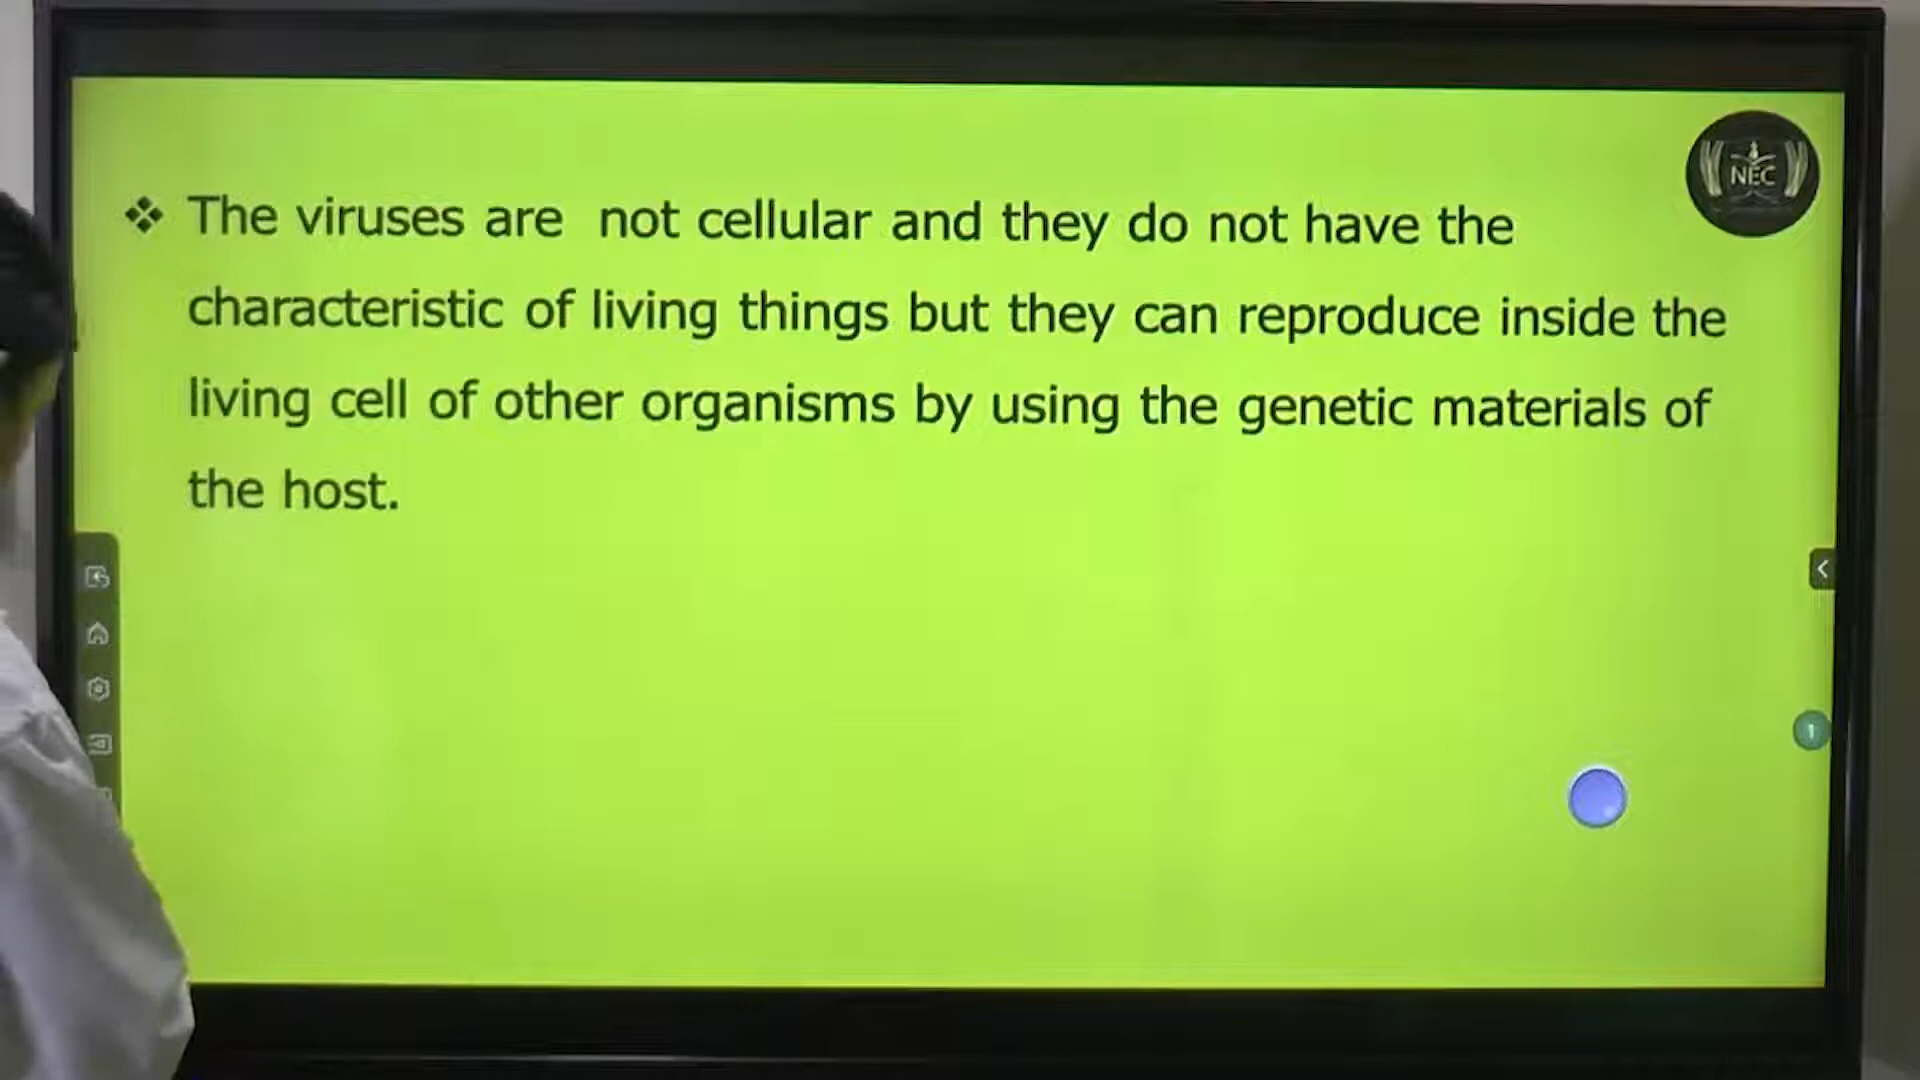 NEC
❖ The viruses are not cellular and they do not have the
characteristic of living things but they can reproduce inside the
living cell of other organisms by using the genetic materials of
the host.
1